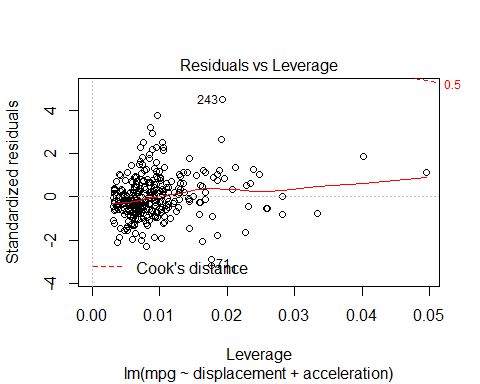 Residuals vs Leverage
Standardized residuals
4
2
0
-2
-4
0.5
243
Cook's distance
0.00 0.01 0.02 0.03 0.04 0.05
Leverage
lm(mpg ~ displacement + acceleration)